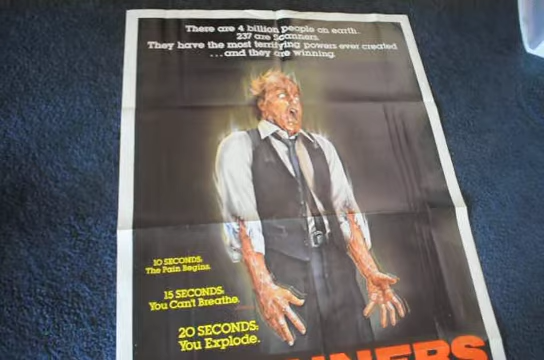 There are 4 billion people on earth.
237 are Scanners.
They have the most terrifying powers ever created
...and they are winning.
10 SECONDS:
The Pain Begins.
15 SECONDS:
You Can't Breathe.
20 SECONDS:
You Explode.
NNERS